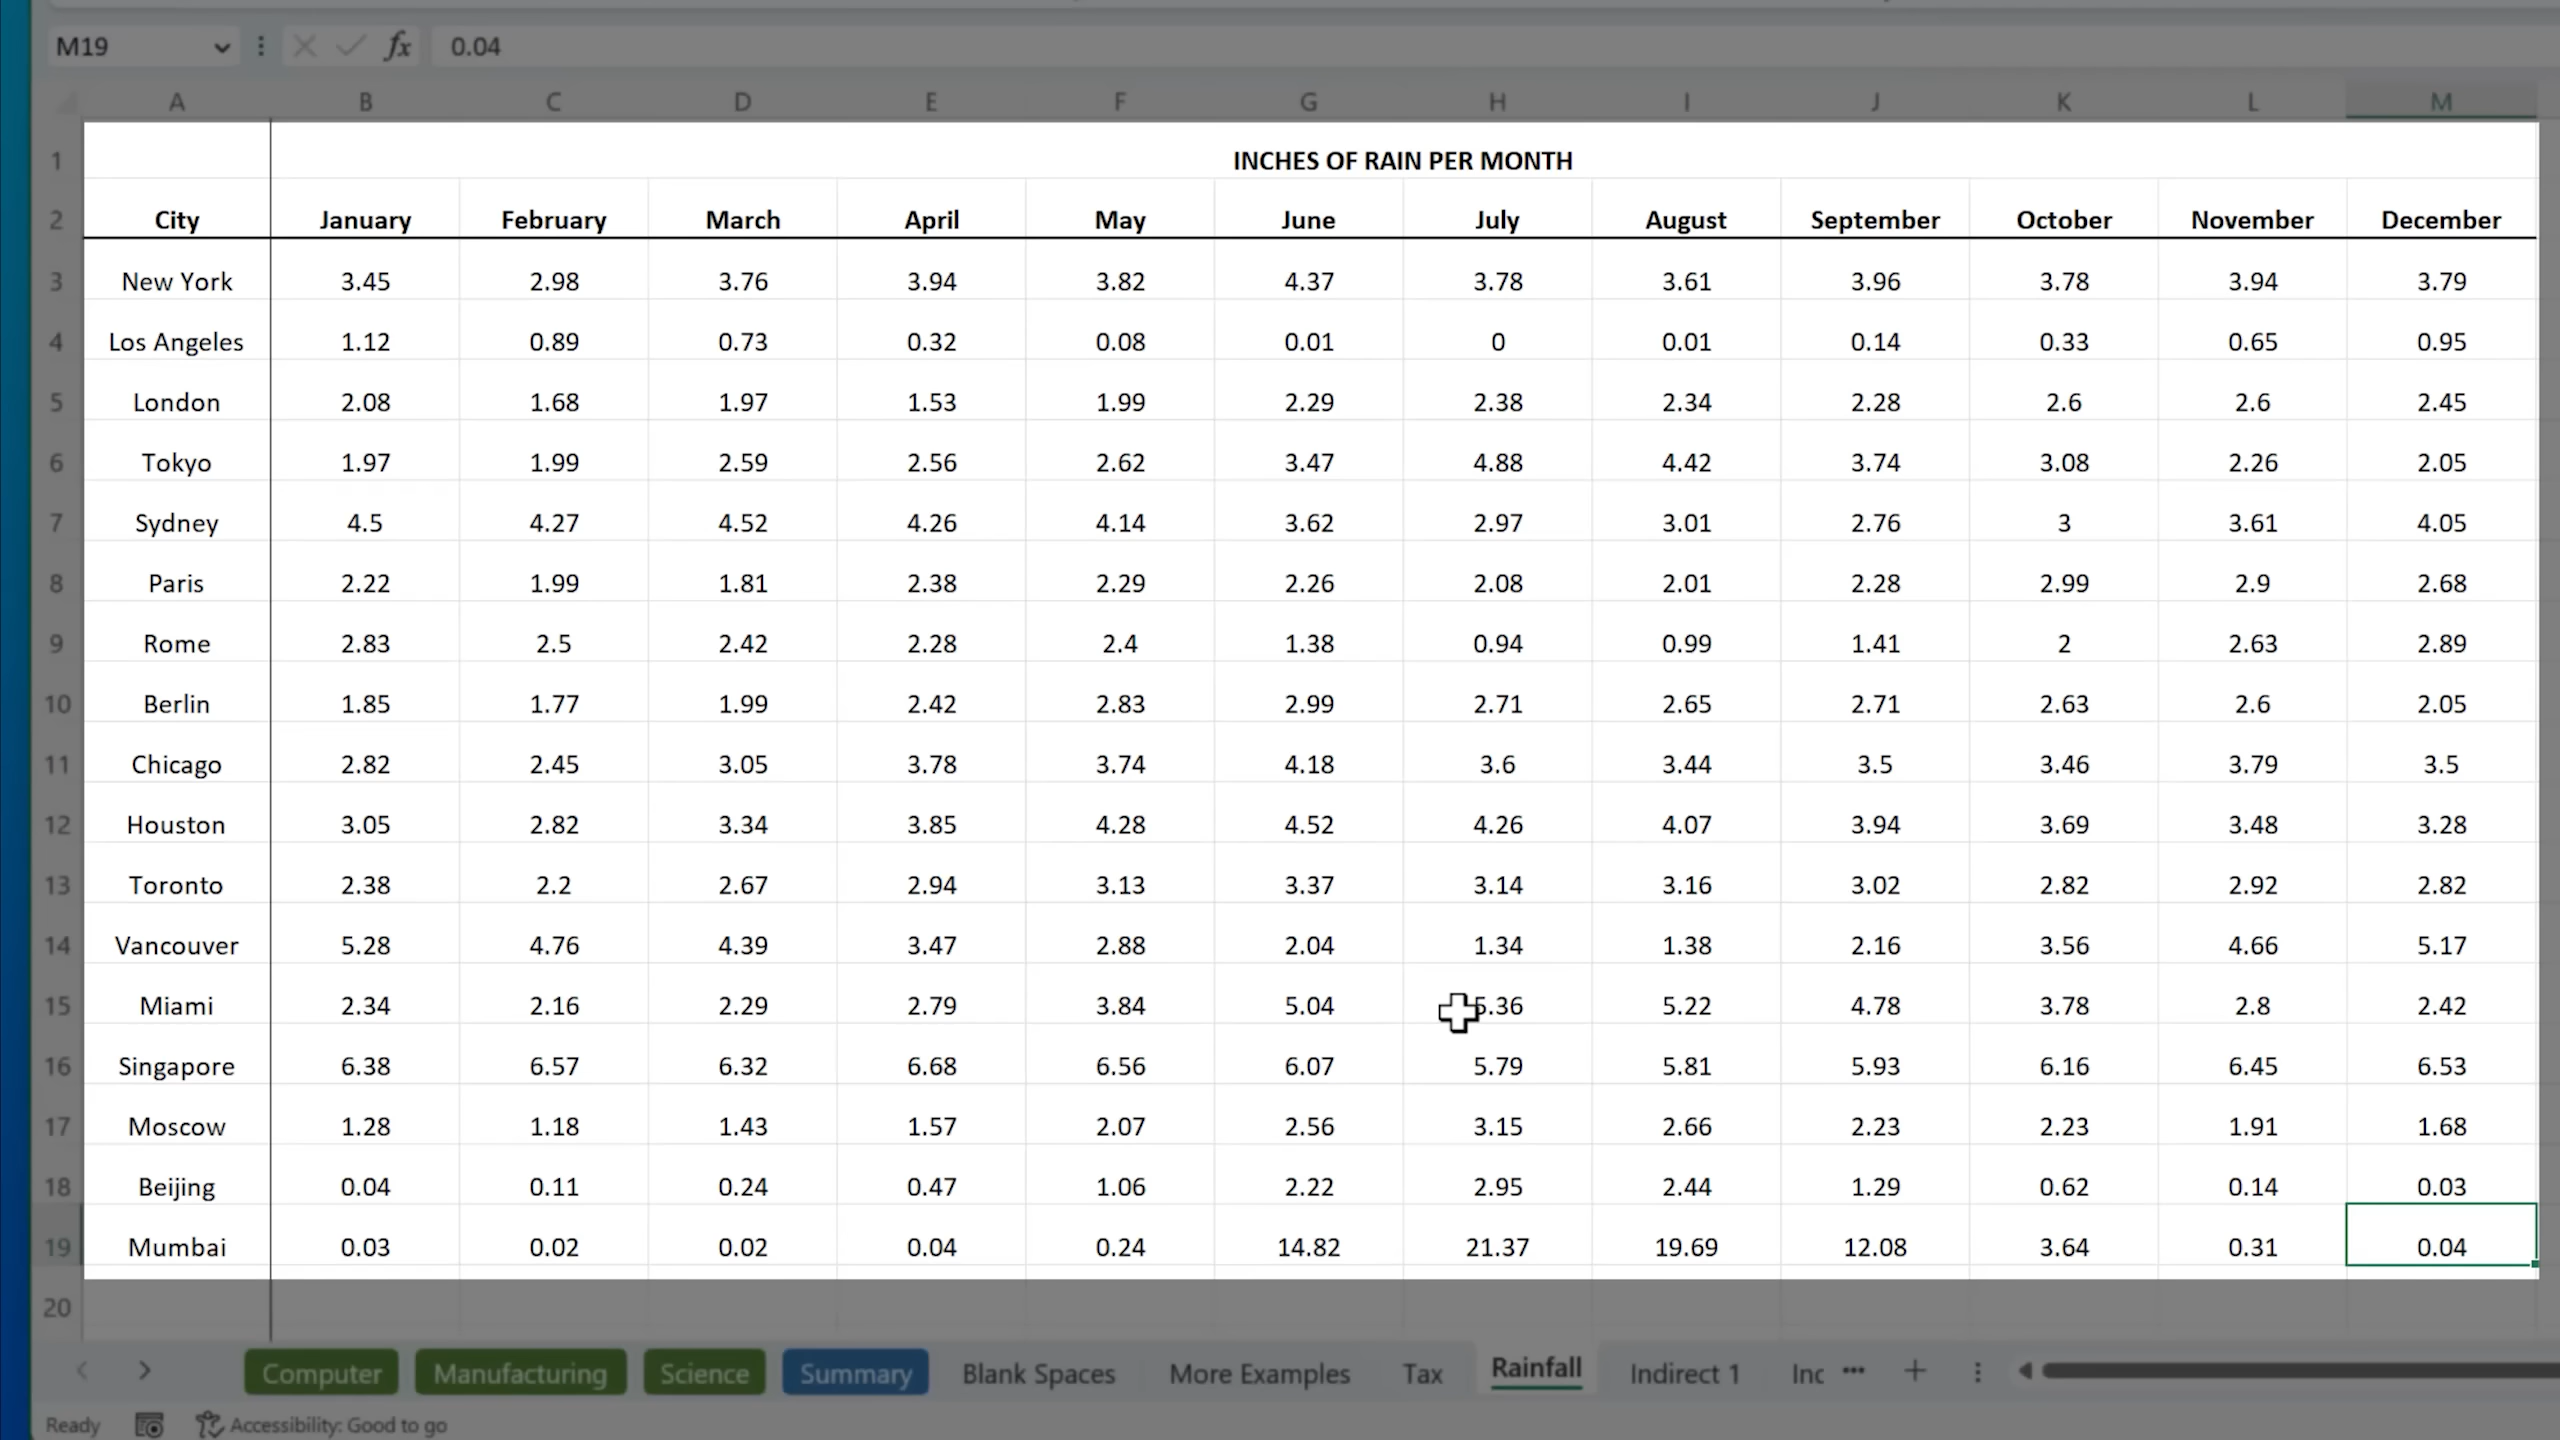 M19 fx 0.04
A B C D E F G H I J K L M
1 INCHES OF RAIN PER MONTH
2 City January February March April May June July August September October November December
3 New York 3.45 2.98 3.76 3.94 3.82 4.37 3.78 3.61 3.96 3.78 3.94 3.79
4 Los Angeles 1.12 0.89 0.73 0.32 0.08 0.01 0 0.01 0.14 0.33 0.65 0.95
5 London 2.08 1.68 1.97 1.53 1.99 2.29 2.38 2.34 2.28 2.6 2.6 2.45
6 Tokyo 1.97 1.99 2.59 2.56 2.62 3.47 4.88 4.42 3.74 3.08 2.26 2.05
7 Sydney 4.5 4.27 4.52 4.26 4.14 3.62 2.97 3.01 2.76 3 3.61 4.05
8 Paris 2.22 1.99 1.81 2.38 2.29 2.26 2.08 2.01 2.28 2.99 2.9 2.68
9 Rome 2.83 2.5 2.42 2.28 2.4 1.38 0.94 0.99 1.41 2 2.63 2.89
10 Berlin 1.85 1.77 1.99 2.42 2.83 2.99 2.71 2.65 2.71 2.63 2.6 2.05
11 Chicago 2.82 2.45 3.05 3.78 3.74 4.18 3.6 3.44 3.5 3.46 3.79 3.5
12 Houston 3.05 2.82 3.34 3.85 4.28 4.52 4.26 4.07 3.94 3.69 3.48 3.28
13 Toronto 2.38 2.2 2.67 2.94 3.13 3.37 3.14 3.16 3.02 2.82 2.92 2.82
14 Vancouver 5.28 4.76 4.39 3.47 2.88 2.04 1.34 1.38 2.16 3.56 4.66 5.17
15 Miami 2.34 2.16 2.29 2.79 3.84 5.04 5.36 5.22 4.78 3.78 2.8 2.42
16 Singapore 6.38 6.57 6.32 6.68 6.56 6.07 5.79 5.81 5.93 6.16 6.45 6.53
17 Moscow 1.28 1.18 1.43 1.57 2.07 2.56 3.15 2.66 2.23 2.23 1.91 1.68
18 Beijing 0.04 0.11 0.24 0.47 1.06 2.22 2.95 2.44 1.29 0.62 0.14 0.03
19 Mumbai 0.03 0.02 0.02 0.04 0.24 14.82 21.37 19.69 12.08 3.64 0.31 0.04
20
Computer Manufacturing Science Summary Blank Spaces More Examples Tax Rainfall Indirect 1 Inc ···
Ready Accessibility: Good to go